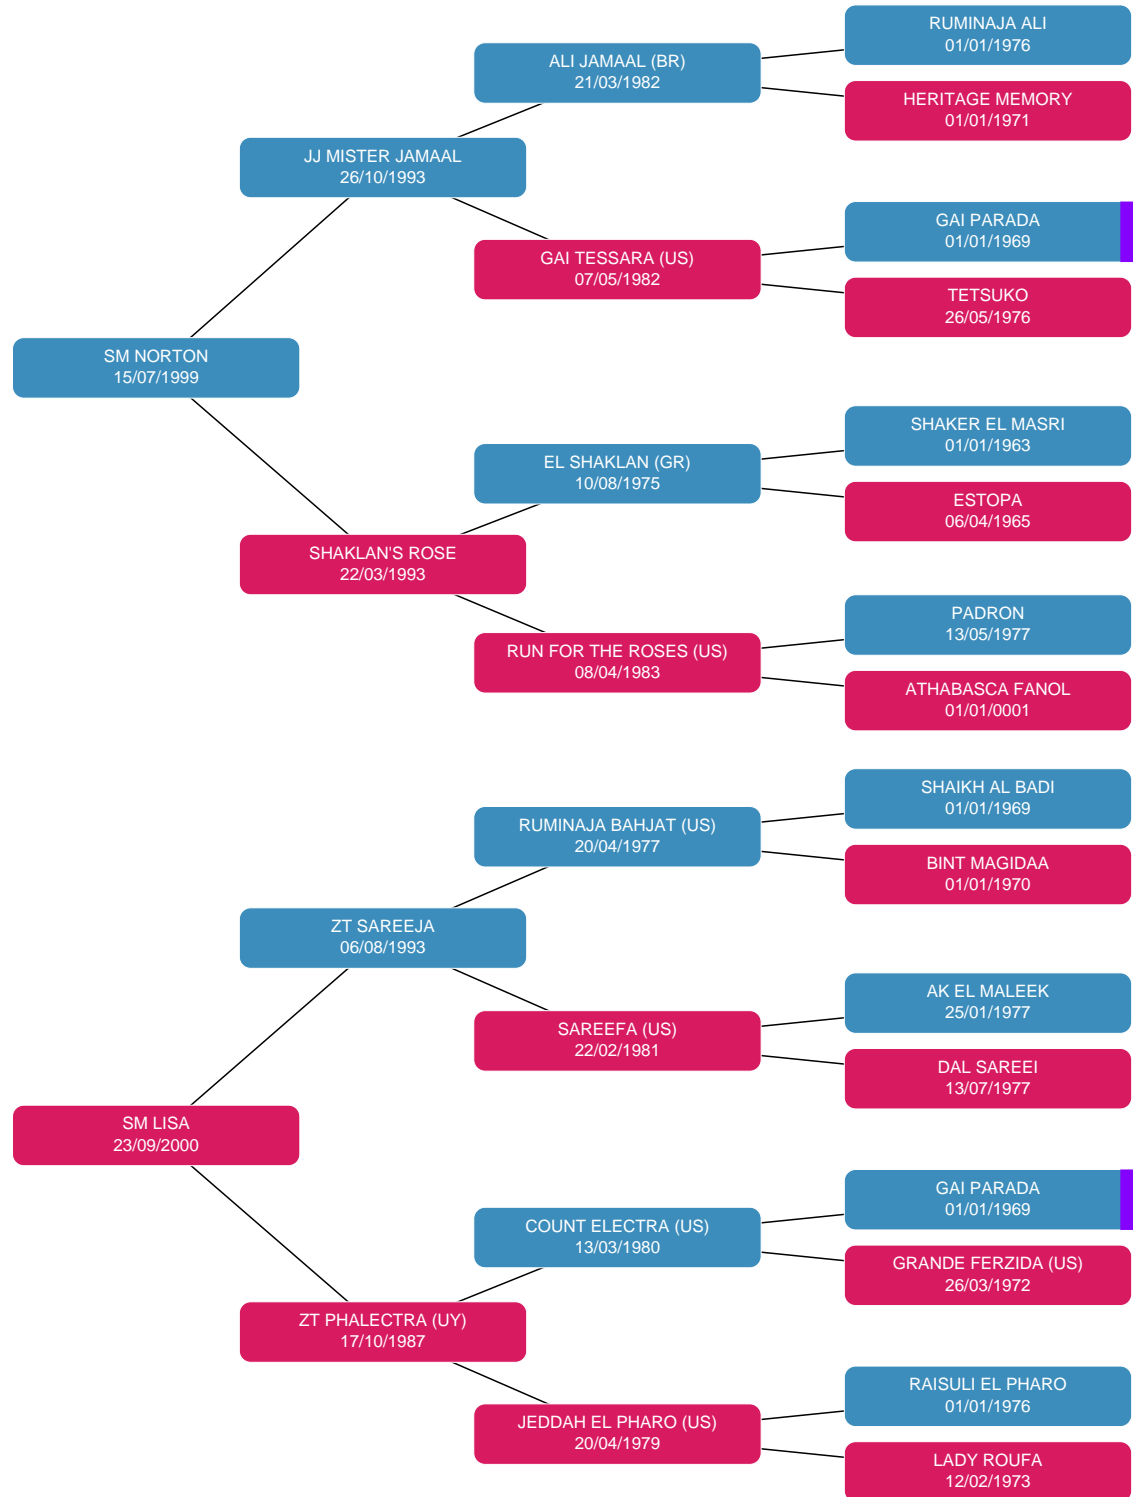 RUMINAJA ALI
01/01/1976
ALI JAMAAL (BR)
21/03/1982
HERITAGE MEMORY
01/01/1971
JJ MISTER JAMAAL
26/10/1993
GAI PARADA
01/01/1969
GAI TESSARA (US)
07/05/1982
TETSUKO
26/05/1976
SM NORTON
15/07/1999
SHAKER EL MASRI
01/01/1963
EL SHAKLAN (GR)
10/08/1975
ESTOPA
06/04/1965
SHAKLAN'S ROSE
22/03/1993
PADRON
13/05/1977
RUN FOR THE ROSES (US)
08/04/1983
ATHABASCA FANOL
01/01/0001
SHAIKH AL BADI
01/01/1969
RUMINAJA BAHJAT (US)
20/04/1977
BINT MAGIDAA
01/01/1970
ZT SAREEJA
06/08/1993
AK EL MALEEK
25/01/1977
SAREEFA (US)
22/02/1981
DAL SAREEI
13/07/1977
SM LISA
23/09/2000
GAI PARADA
01/01/1969
COUNT ELECTRA (US)
13/03/1980
GRANDE FERZIDA (US)
26/03/1972
ZT PHALECTRA (UY)
17/10/1987
RAISULI EL PHARO
01/01/1976
JEDDAH EL PHARO (US)
20/04/1979
LADY ROUFA
12/02/1973